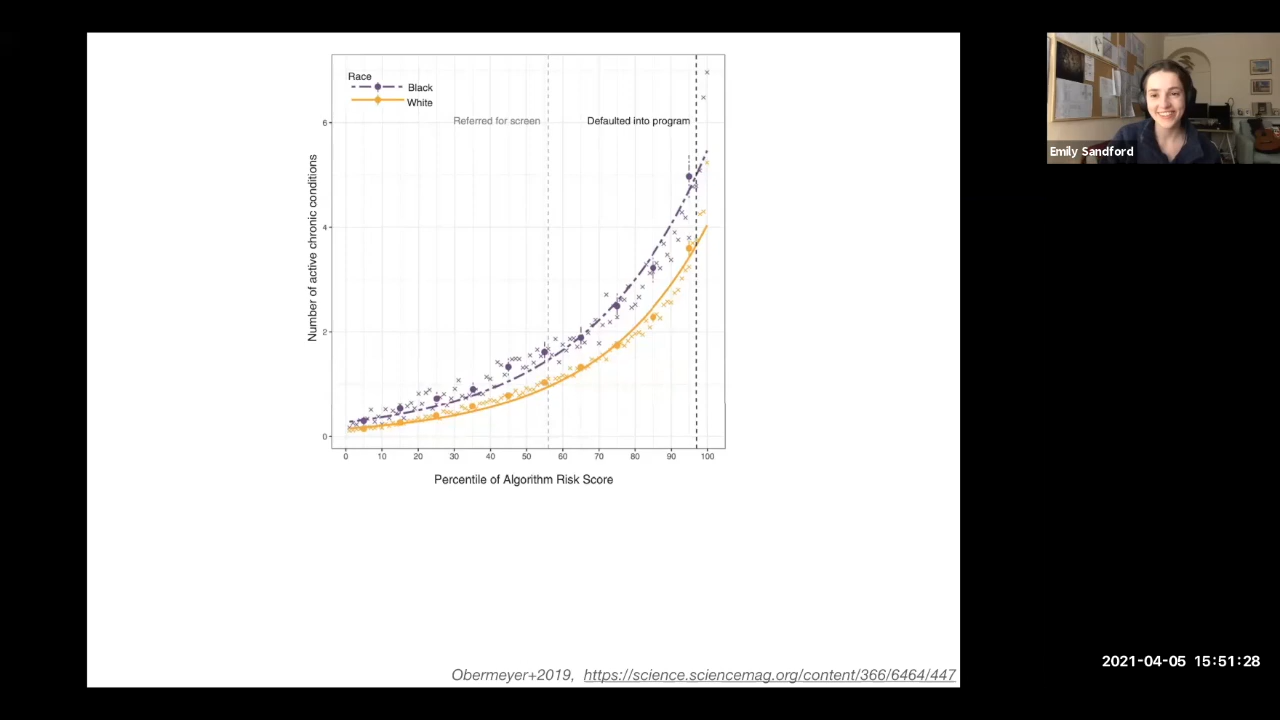 Race
Black
White
Referred for screen
Defaulted into program
6
4
2
0
Number of active chronic conditions
0 10 20 30 40 50 60 70 80 90 100
Percentile of Algorithm Risk Score
Obermeyer+2019, https://science.sciencemag.org/content/366/6464/447
Emily Sandford
2021-04-05 15:51:28